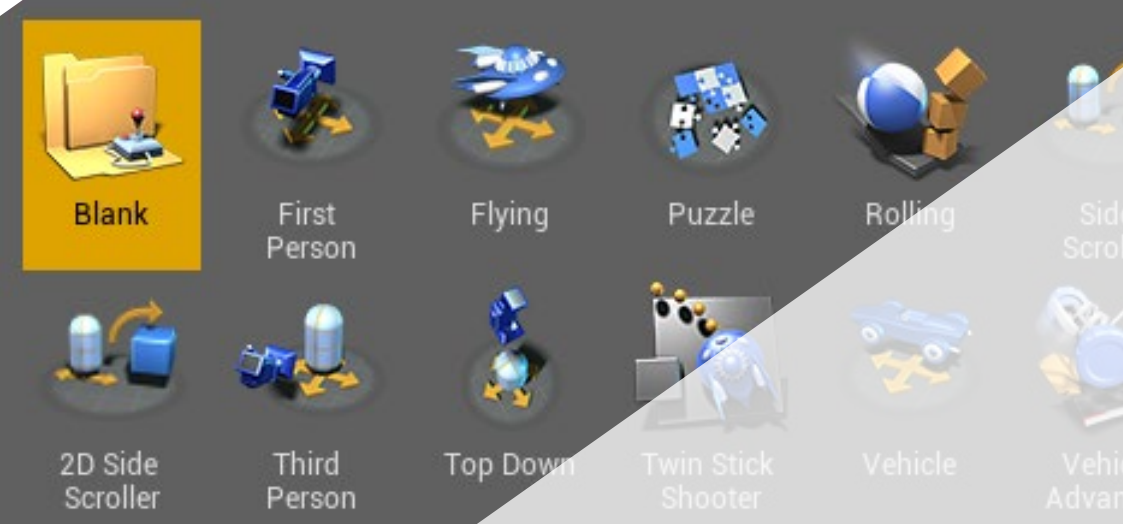 Blank
First
Person
Flying
Puzzle
Rolling
2D Side
Scroller
Third
Person
Top Down
Twin Stick
Shooter
Vehicle